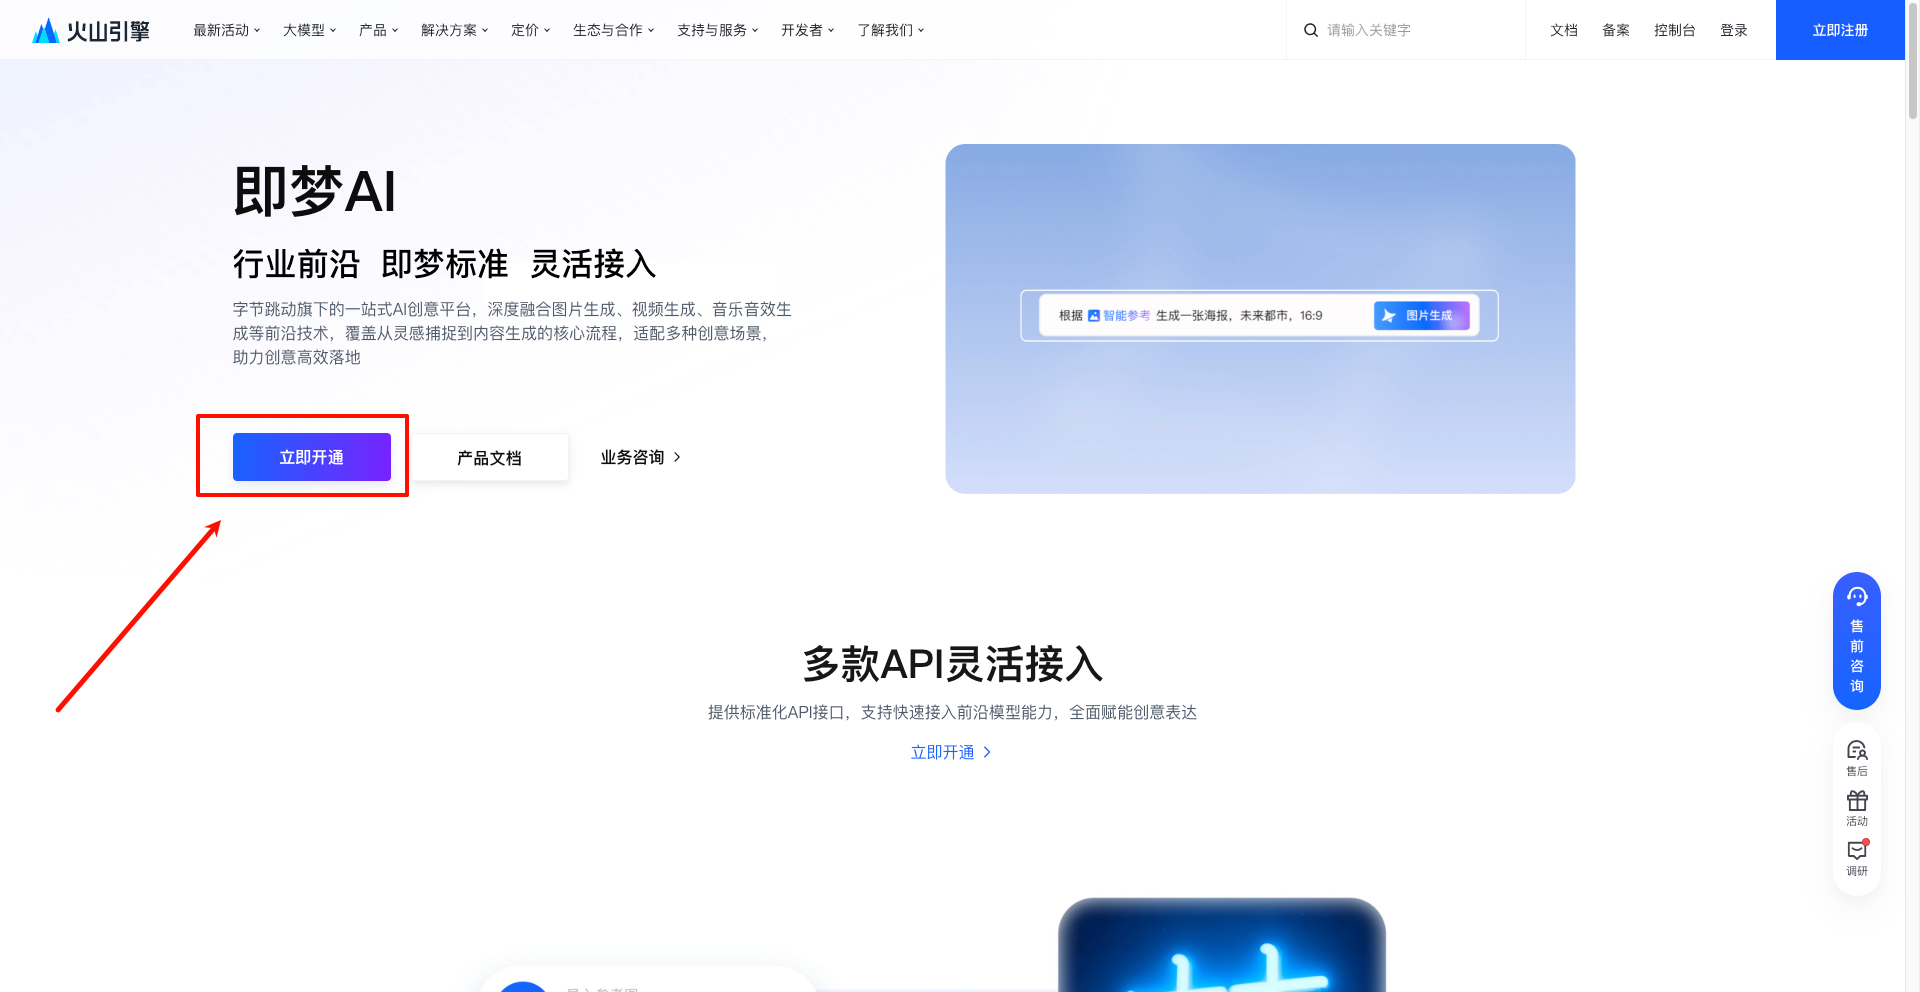 火山引擎
最新活动 大模型 产品 解决方案 定价 生态与合作 支持与服务 开发者 了解我们
请输入关键字
文档 备案 控制台 登录 立即注册
即梦AI
行业前沿 即梦标准 灵活接入
字节跳动旗下的一站式AI创意平台，深度融合图片生成、视频生成、音乐音效生
成等前沿技术，覆盖从灵感捕捉到内容生成的核心流程，适配多种创意场景，
助力创意高效落地
立即开通 产品文档 业务咨询
根据 智能参考 生成一张海报，未来都市，16:9 图片生成
多款API灵活接入
提供标准化API接口，支持快速接入前沿模型能力，全面赋能创意表达
立即开通
售前咨询
售后
活动
调研